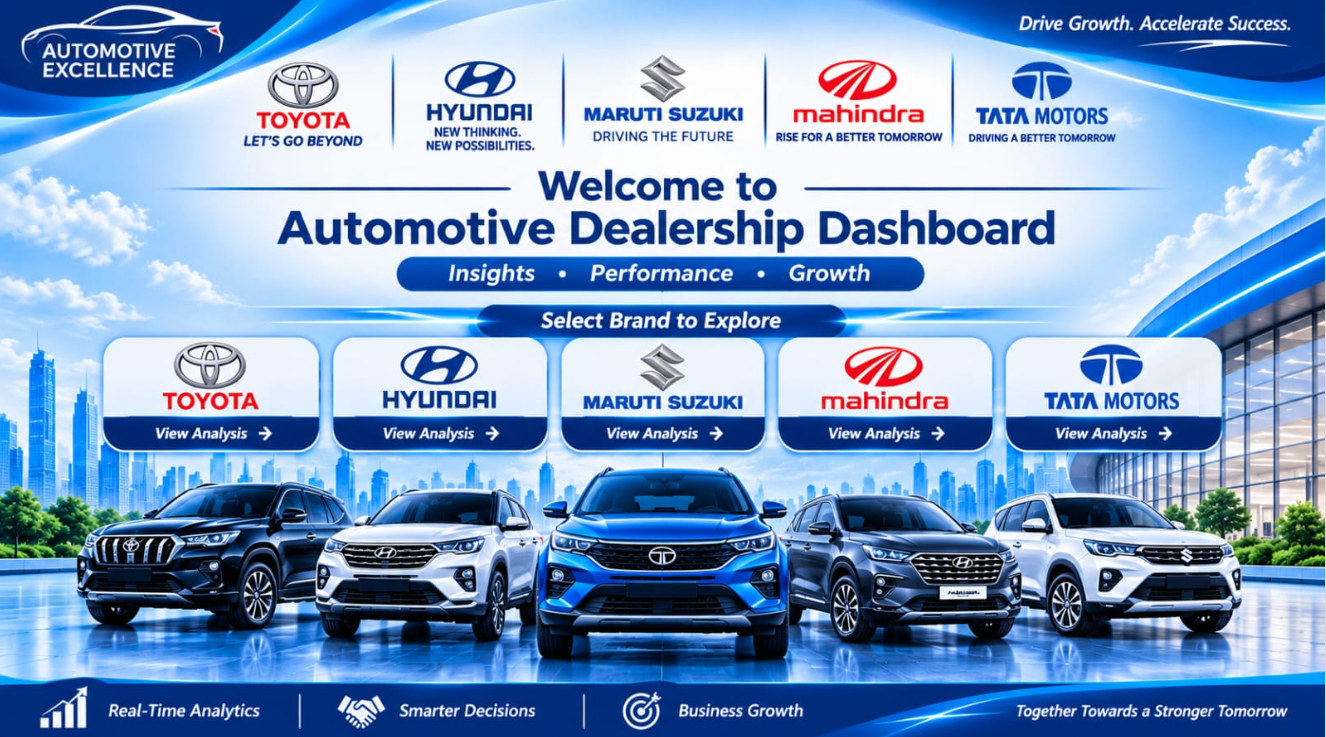 AUTOMOTIVE
EXCELLENCE
Drive Growth. Accelerate Success.
TOYOTA
LET'S GO BEYOND
HYUNDAI
NEW THINKING.
NEW POSSIBILITIES.
MARUTI SUZUKI
DRIVING THE FUTURE
mahindra
RISE FOR A BETTER TOMORROW
TATA MOTORS
DRIVING A BETTER TOMORROW
Welcome to
Automotive Dealership Dashboard
Insights • Performance • Growth
Select Brand to Explore
TOYOTA
View Analysis →
HYUNDAI
View Analysis →
MARUTI SUZUKI
View Analysis →
mahindra
View Analysis →
TATA MOTORS
View Analysis →
Real-Time Analytics
Smarter Decisions
Business Growth
Together Towards a Stronger Tomorrow